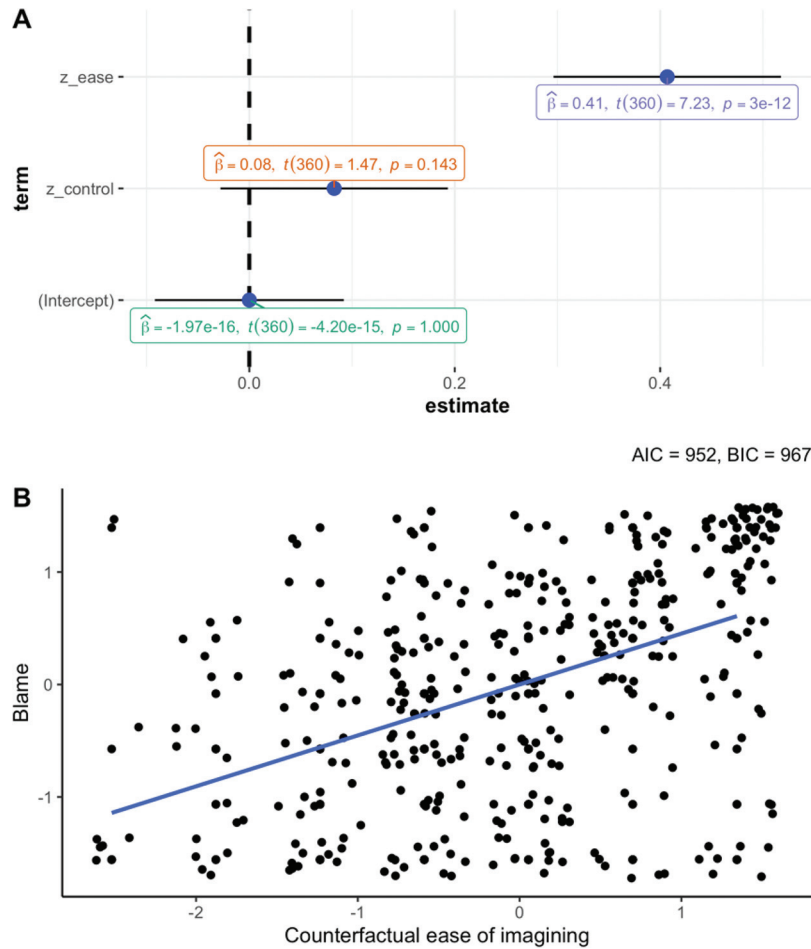 A
z_ease
β̂ = 0.41, t(360) = 7.23, p = 3e-12
β̂ = 0.08, t(360) = 1.47, p = 0.143
z_control
term
(Intercept)
β̂ = -1.97e-16, t(360) = -4.20e-15, p = 1.000
0.0 0.2 0.4
estimate
AIC = 952, BIC = 967
B
1
0
-1
Blame
-2 -1 0 1
Counterfactual ease of imagining